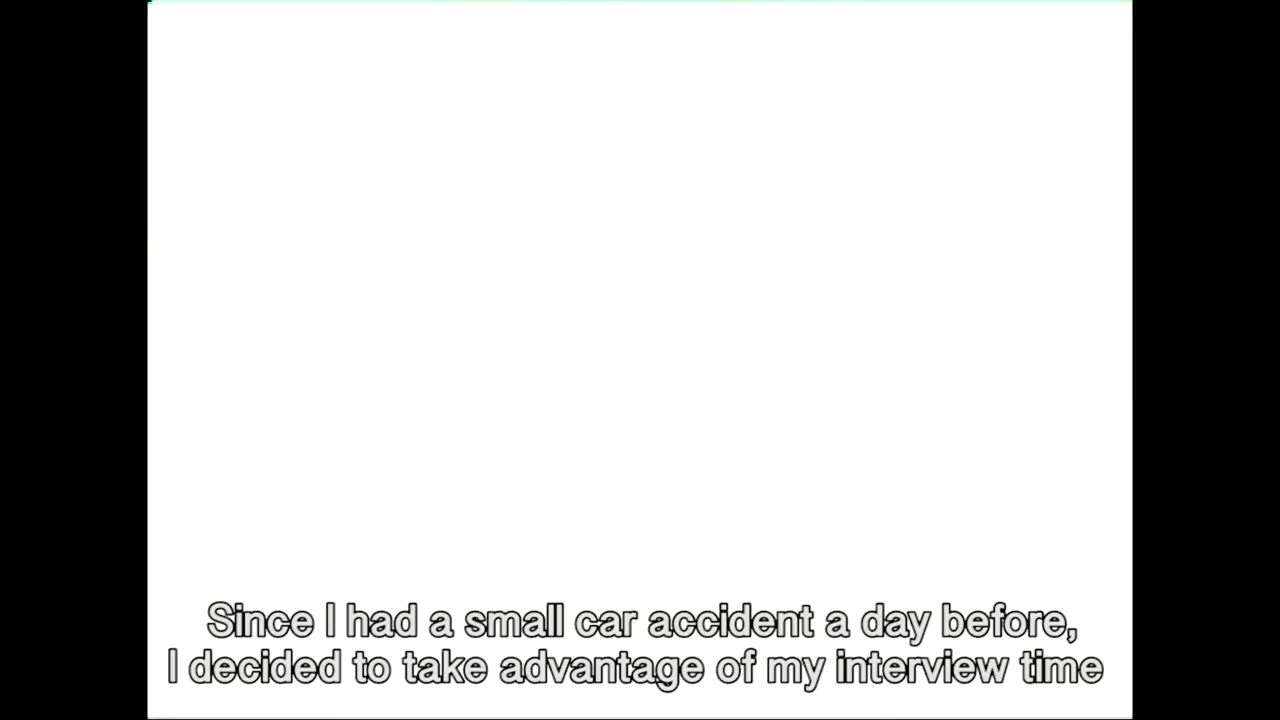 Since I had a small car accident a day before,
I decided to take advantage of my interview time